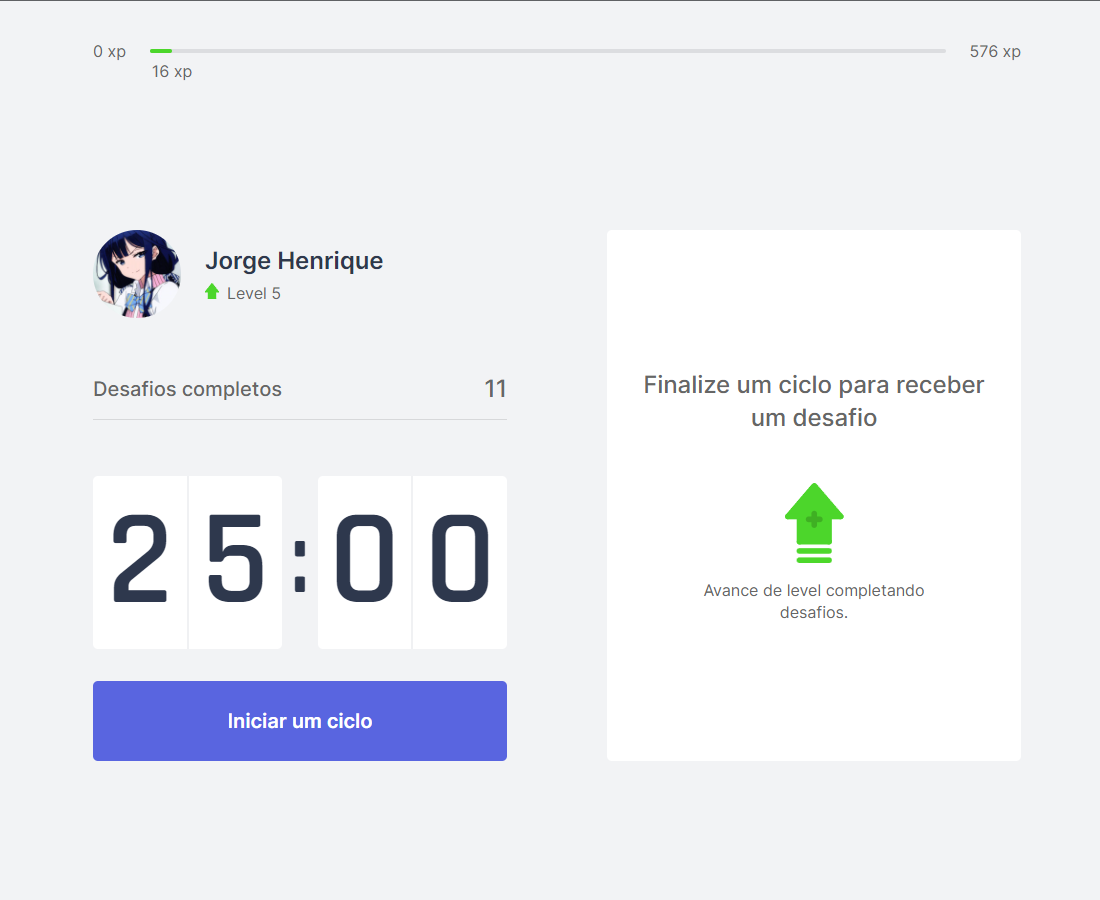 0 xp
576 xp
16 xp
Jorge Henrique
Level 5
Desafios completos
11
25:00
Iniciar um ciclo
Finalize um ciclo para receber
um desafio
Avance de level completando
desafios.